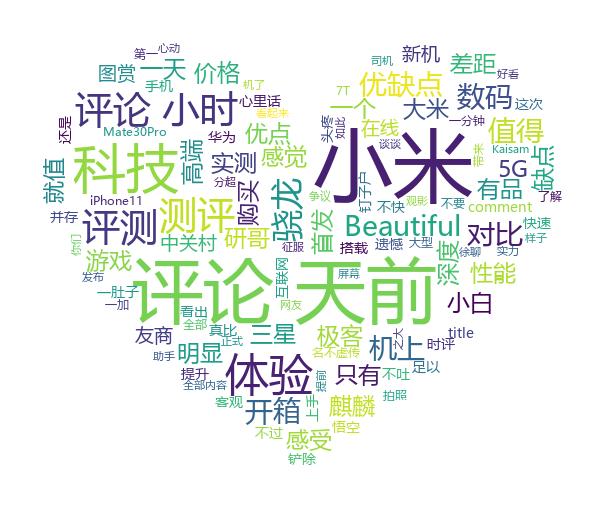 第一
心动
图赏
一天
价格
手机
机了
司机
新机
差距
好看
评论 小时
心里话
看起来
优缺点
7T
大米
数码
这次
还是
Mate30Pro
华为
优点
一个
在线
头疼
如此
谈谈
一分钟
值得
就值
科技
高端
实测
感觉
小米
带来
Kaisam
缺点
5G
了解
iPhone11
分超
争议
钉子户
观影
不要
有品
comment
并存
评测
测评
购买
骁龙
首发
不快
Beautiful
对比
快速
样子
你们
中关村
研哥
征服
搭载
遗憾
大型
深度
徐聊
实力
游戏
互联网
屏幕
性能
发布
一肚子
评论 天前
一加
看出
全部
真比
正式
网友
小白
友商
明显
三星
极客
名不虚传
之大
机上
时评
title
助手
提升
全部内容
体验
提前
只有
不吐
足以
客观
开箱
上手
麒麟
拍照
不过
感受
悟空
铲除